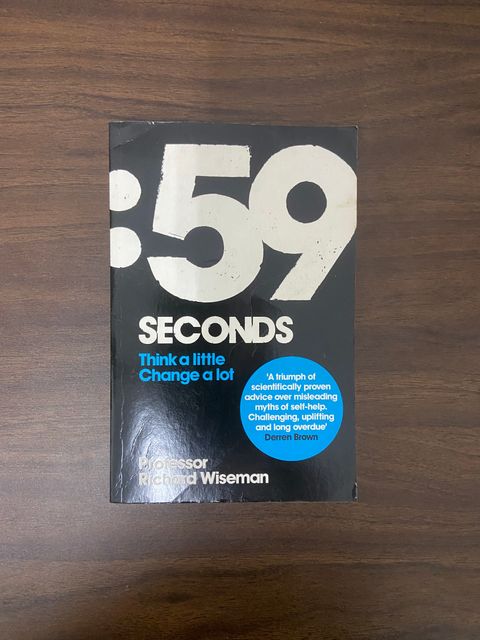 :59
SECONDS
Think a little
Change a lot
'A triumph of
scientifically proven
advice over misleading
myths of self-help.
Challenging, uplifting
and long overdue'
Derren Brown
Professor
Richard Wiseman